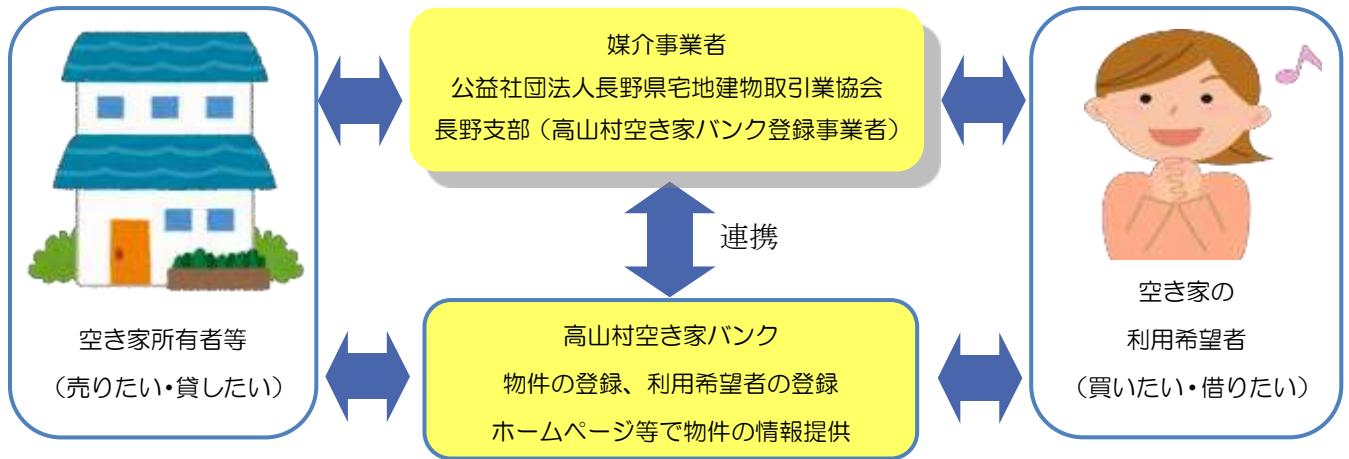 空き家所有者等
（売りたい・貸したい）
媒介事業者
公益社団法人長野県宅地建物取引業協会
長野支部（高山村空き家バンク登録事業者）
連携
高山村空き家バンク
物件の登録、利用希望者の登録
ホームページ等で物件の情報提供
空き家の
利用希望者
（買いたい・借りたい）